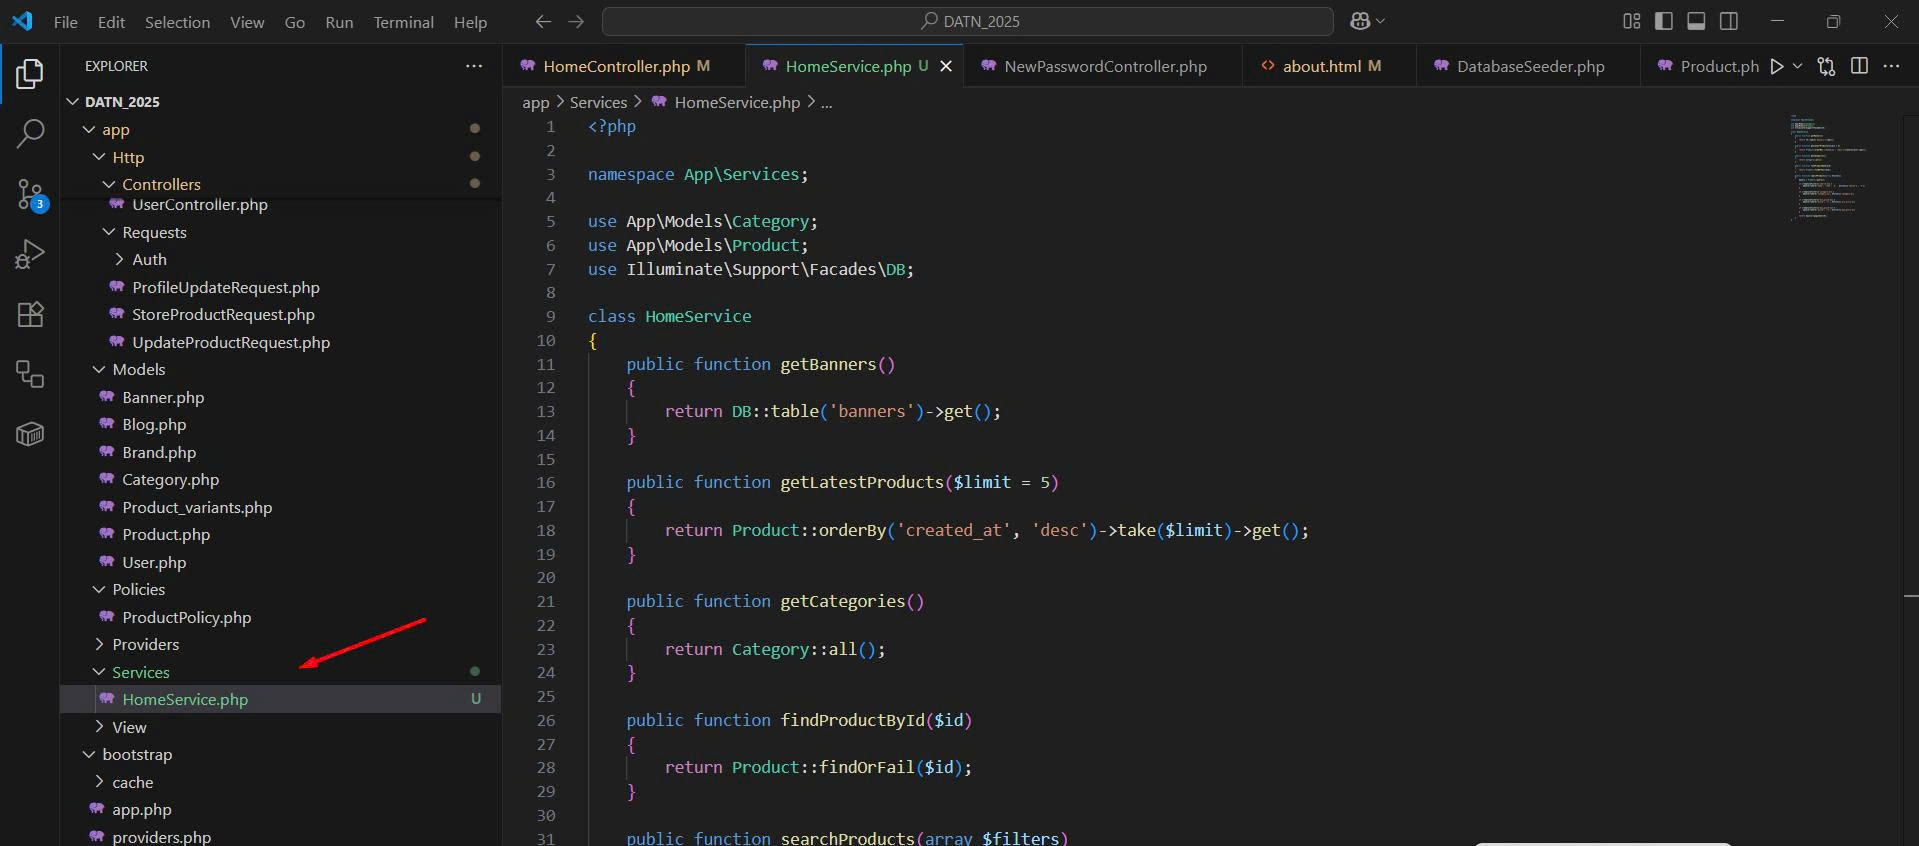 File Edit Selection View Go Run Terminal Help
DATN_2025
EXPLORER
DATN_2025
app
Http
Controllers
UserController.php
Requests
Auth
ProfileUpdateRequest.php
StoreProductRequest.php
UpdateProductRequest.php
Models
Banner.php
Blog.php
Brand.php
Category.php
Product_variants.php
Product.php
User.php
Policies
ProductPolicy.php
Providers
Services
HomeService.php U
View
bootstrap
cache
app.php
providers.php
3
HomeController.php M HomeService.php U NewPasswordController.php about.html M DatabaseSeeder.php Product.ph
app > Services > HomeService.php > ...
1 <?php
2
3 namespace App\Services;
4
5 use App\Models\Category;
6 use App\Models\Product;
7 use Illuminate\Support\Facades\DB;
8
9 class HomeService
10 {
11 public function getBanners()
12 {
13 return DB::table('banners')->get();
14 }
15
16 public function getLatestProducts($limit = 5)
17 {
18 return Product::orderBy('created_at', 'desc')->take($limit)->get();
19 }
20
21 public function getCategories()
22 {
23 return Category::all();
24 }
25
26 public function findProductById($id)
27 {
28 return Product::findOrFail($id);
29 }
30
31 public function searchProducts(array $filters)